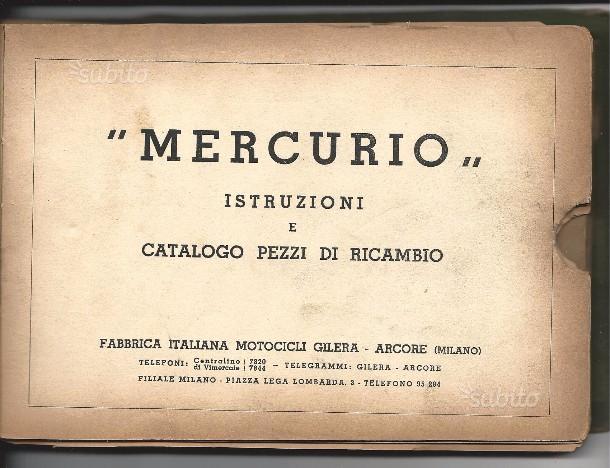 subito
" MERCURIO „
ISTRUZIONI
E
CATALOGO PEZZI DI RICAMBIO
FABBRICA ITALIANA MOTOCICLI GILERA - ARCORE (MILANO)
TELEFONI: Centralino | 7820
di Vimercate | 7844 - TELEGRAMMI: GILERA - ARCORE
FILIALE MILANO - PIAZZA LEGA LOMBARDA, 3 - TELEFONO 95 294
subito